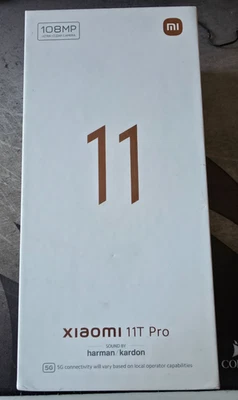 108MP
mi
11
xiaomi 11T Pro
SOUND BY
harman/kardon
5G 5G connectivity will vary based on local operator capabilities
CO